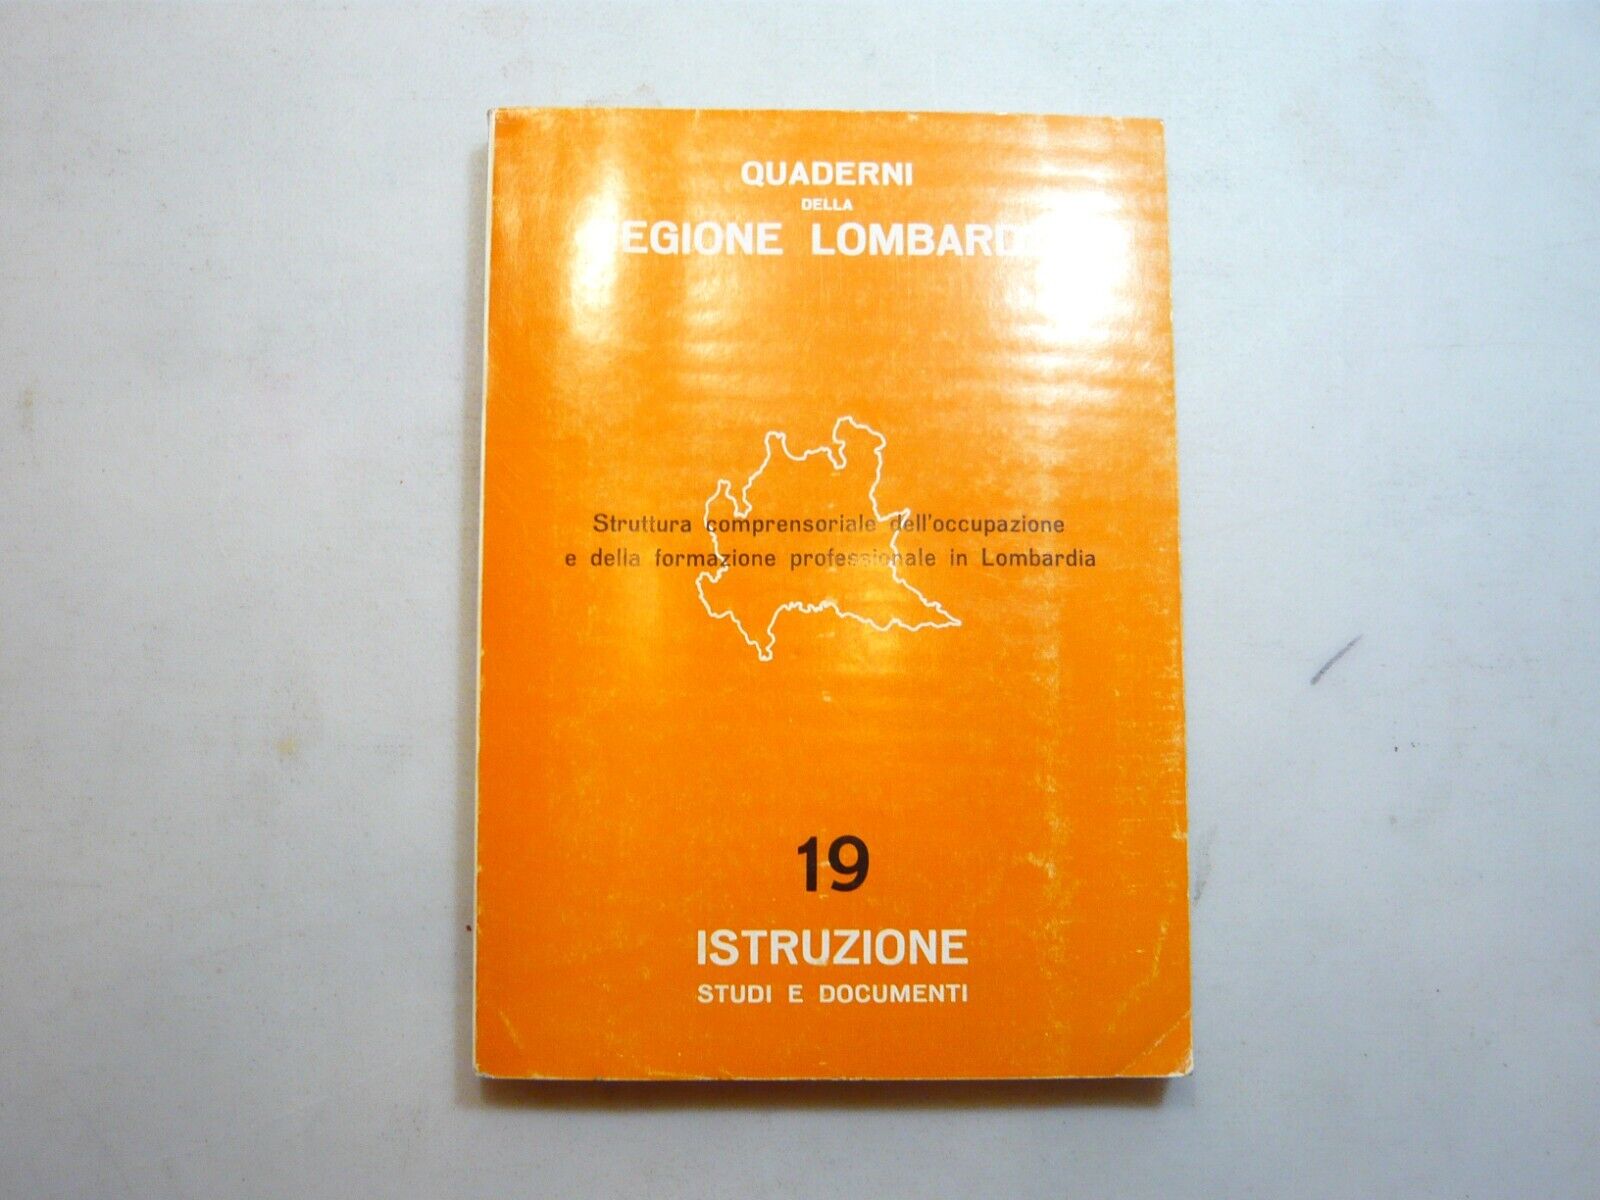 QUADERNI
DELLA
EGIONE LOMBARD
Struttura comprensoriale dell'occupazione
e della formazione professionale in Lombardia
19
ISTRUZIONE
STUDI E DOCUMENTI